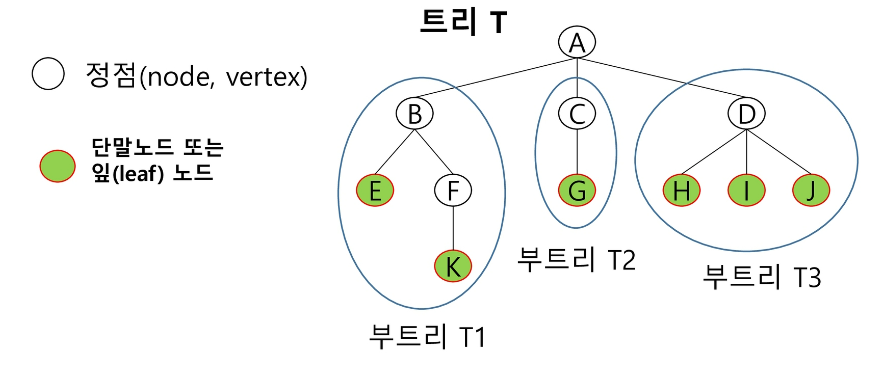 트리 T
정점(node, vertex)
단말노드 또는
잎(leaf) 노드
A
B
C
D
E
F
G
H
I
J
K
부트리 T1
부트리 T2
부트리 T3